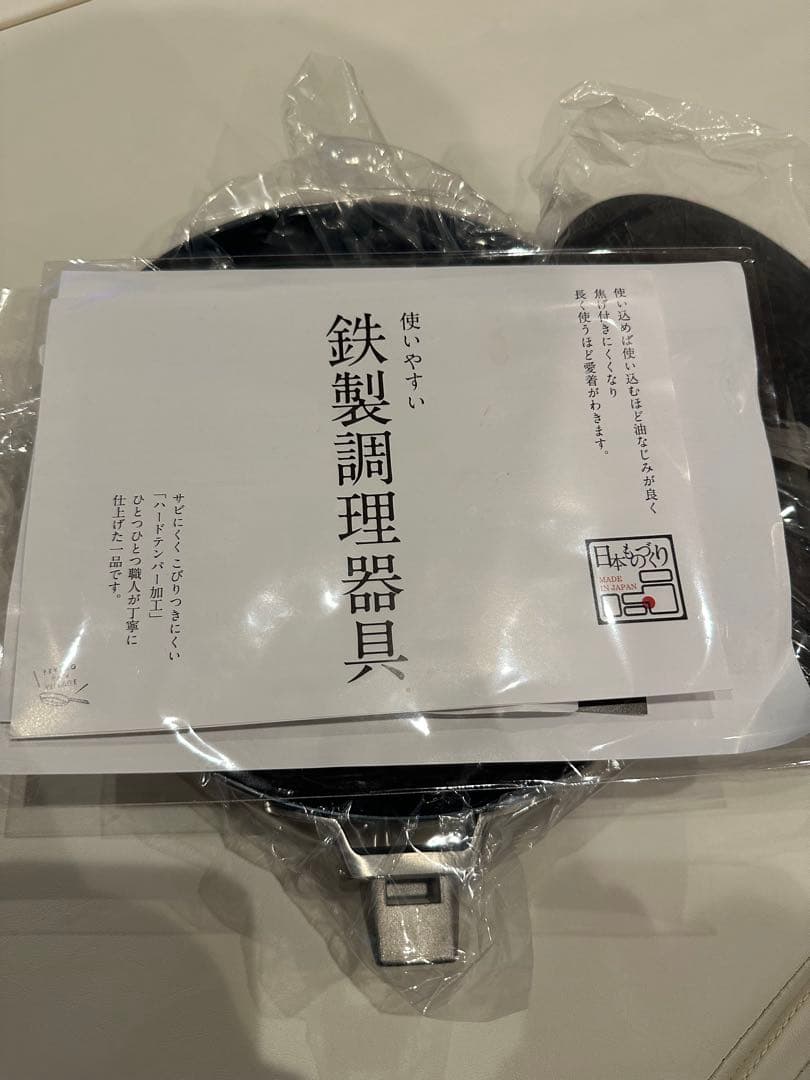 使い込めば使い込むほど油なじみが良く
焦げ付きにくくなり
長く使うほど愛着がわきます。
使いやすい
鉄製調理器具。
サビにくくこびりつきにくい
「ハードテンパー加工」
ひとつひとつ職人が丁寧に
仕上げた一品です。
日本ものづくり
MADE
IN JAPAN